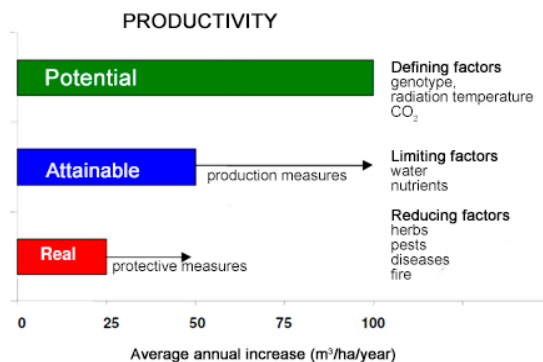 PRODUCTIVITY
Potential
Defining factors
genotype,
radiation temperature
CO₂
Attainable
production measures
Limiting factors
water
nutrients
Real
protective measures
Reducing factors
herbs
pests
diseases
fire
0 25 50 75 100
Average annual increase (m³/ha/year)